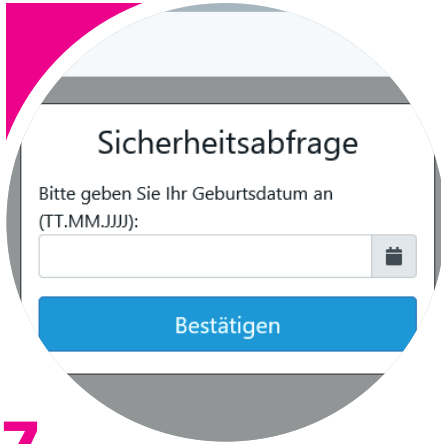 Sicherheitsabfrage
Bitte geben Sie Ihr Geburtsdatum an
(TT.MM.JJJJ):
Bestätigen